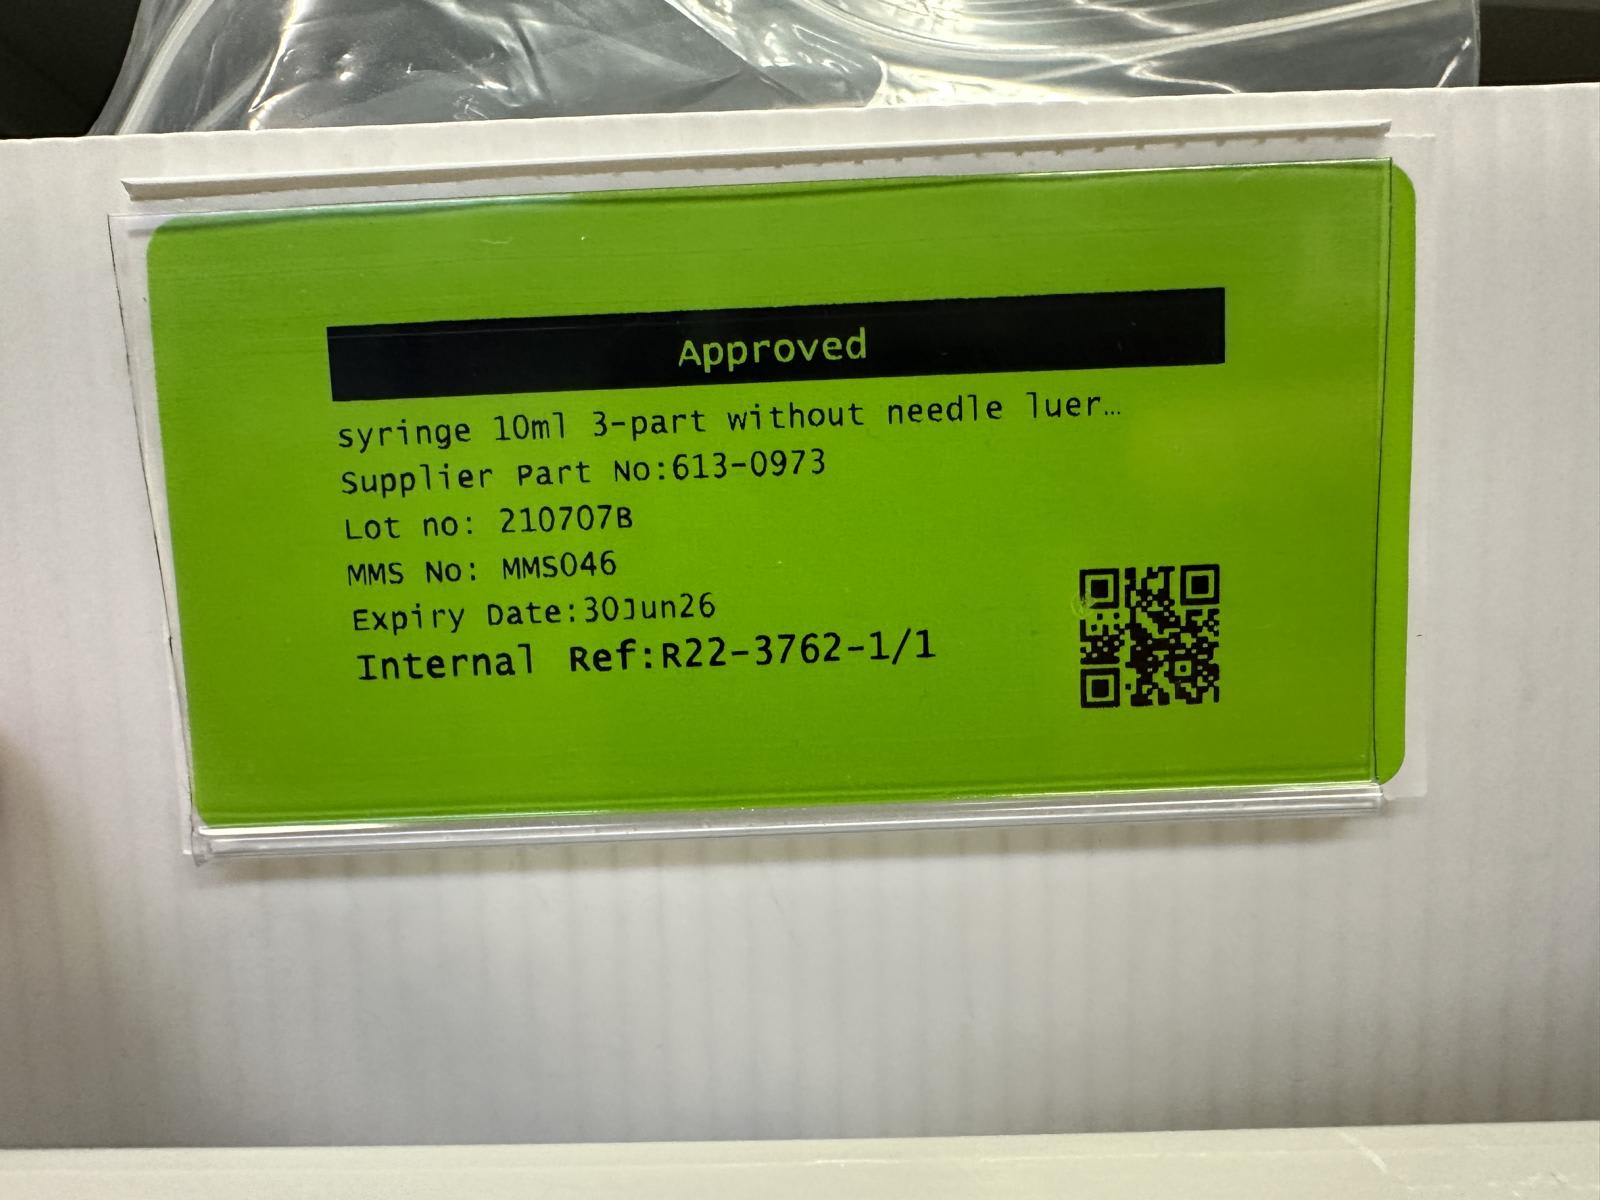 Approved
syringe 10ml 3-part without needle luer…
Supplier Part No:613-0973
Lot no: 210707B
MMS No: MMS046
Expiry Date:30Jun26
Internal Ref:R22-3762-1/1